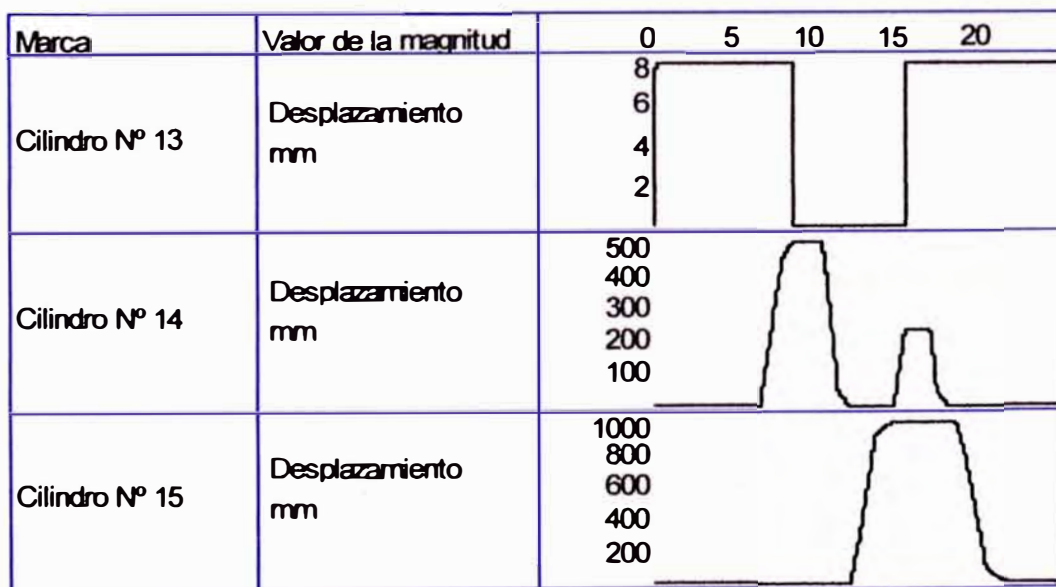 Marca Valor de la magnitud 0 5 10 15 20
Cilindro Nº 13
Desplazamiento
mm
8
6
4
2
Cilindro Nº 14
Desplazamiento
mm
500
400
300
200
100
Cilindro Nº 15
Desplazamiento
mm
1000
800
600
400
200